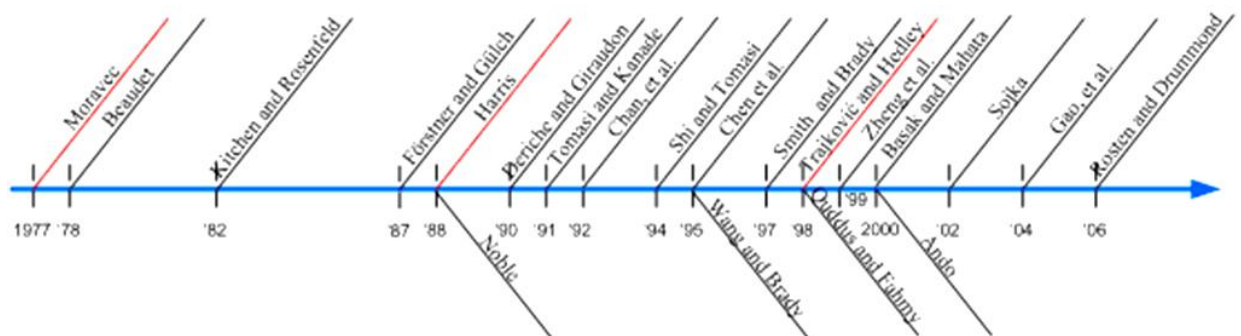 Moravec
Beaudet
Kitchen and Rosenfeld
Förstner and Gülch
Harris
Deriche and Giraudon
Tomasi and Kanade
Chan, et al.
Shi and Tomasi
Chen et al.
Smith and Brady
Trajković and Hedley
Zheng et al.
Basak and Mahata
Sojka
Gao, et al.
Rosten and Drummond
1977 '78 '82 '87 '88 '90 '91 '92 '94 '95 '97 '98 '99 2000 '02 '04 '06
Noble
Wang and Brady
Quddus and Fahmy
Ando